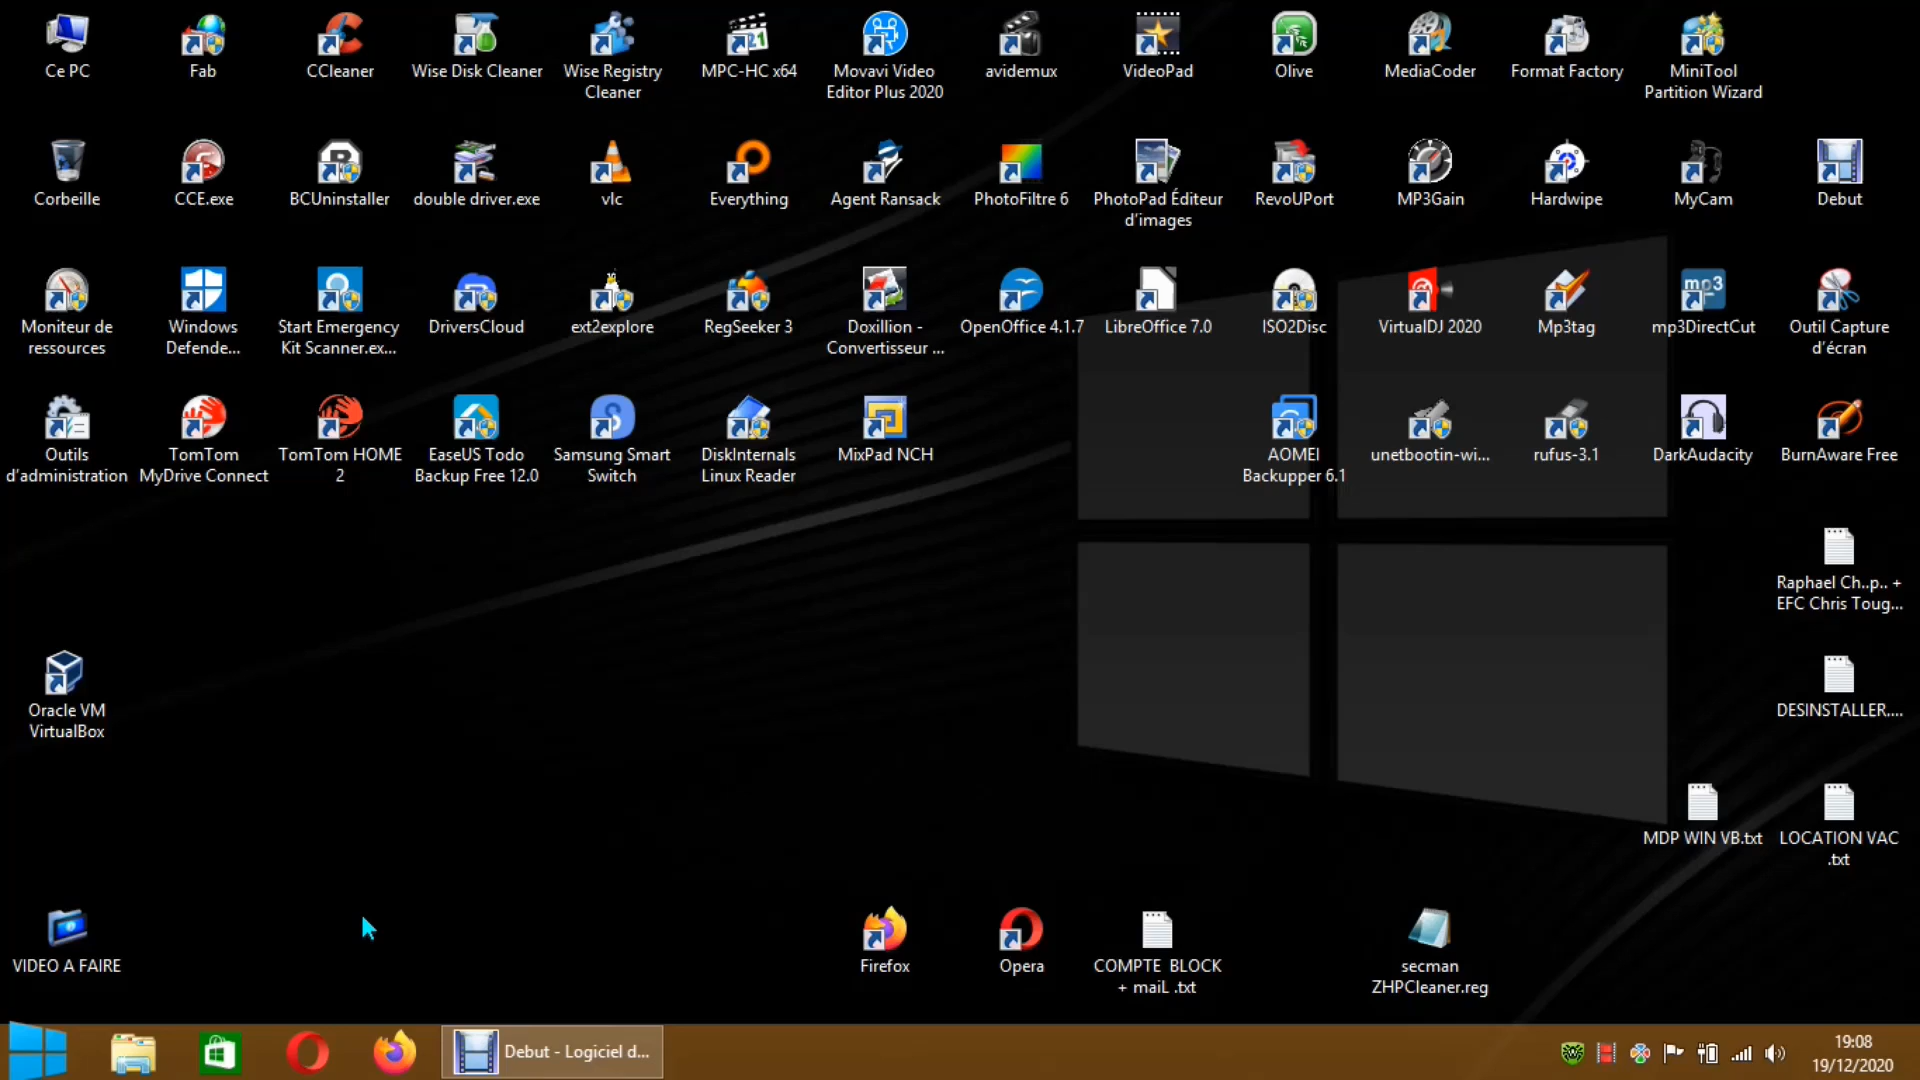 Ce PC
Fab
CCleaner
Wise Disk Cleaner
Wise Registry
Cleaner
MPC-HC x64
Movavi Video
Editor Plus 2020
avidemux
VideoPad
Olive
MediaCoder
Format Factory
MiniTool
Partition Wizard
Corbeille
CCE.exe
BCUninstaller
double driver.exe
vlc
Everything
Agent Ransack
PhotoFiltre 6
PhotoPad Éditeur
d'images
RevoUPort
MP3Gain
Hardwipe
MyCam
Debut
Moniteur de
ressources
Windows
Defende...
Start Emergency
Kit Scanner.ex...
DriversCloud
ext2explore
RegSeeker 3
Doxillion -
Convertisseur ...
OpenOffice 4.1.7
LibreOffice 7.0
ISO2Disc
VirtualDJ 2020
Mp3tag
mp3
mp3DirectCut
Outil Capture
d'écran
Outils
d'administration
TomTom
MyDrive Connect
TomTom HOME
2
EaseUS Todo
Backup Free 12.0
Samsung Smart
Switch
DiskInternals
Linux Reader
MixPad NCH
AOMEI
Backupper 6.1
unetbootin-wi...
rufus-3.1
DarkAudacity
BurnAware Free
Raphael Ch..p.. +
EFC Chris Toug...
Oracle VM
VirtualBox
DESINSTALLER....
MDP WIN VB.txt
LOCATION VAC
.txt
VIDEO A FAIRE
Firefox
Opera
COMPTE BLOCK
+ maiL .txt
secman
ZHPCleaner.reg
Debut - Logiciel d...
19:08
19/12/2020